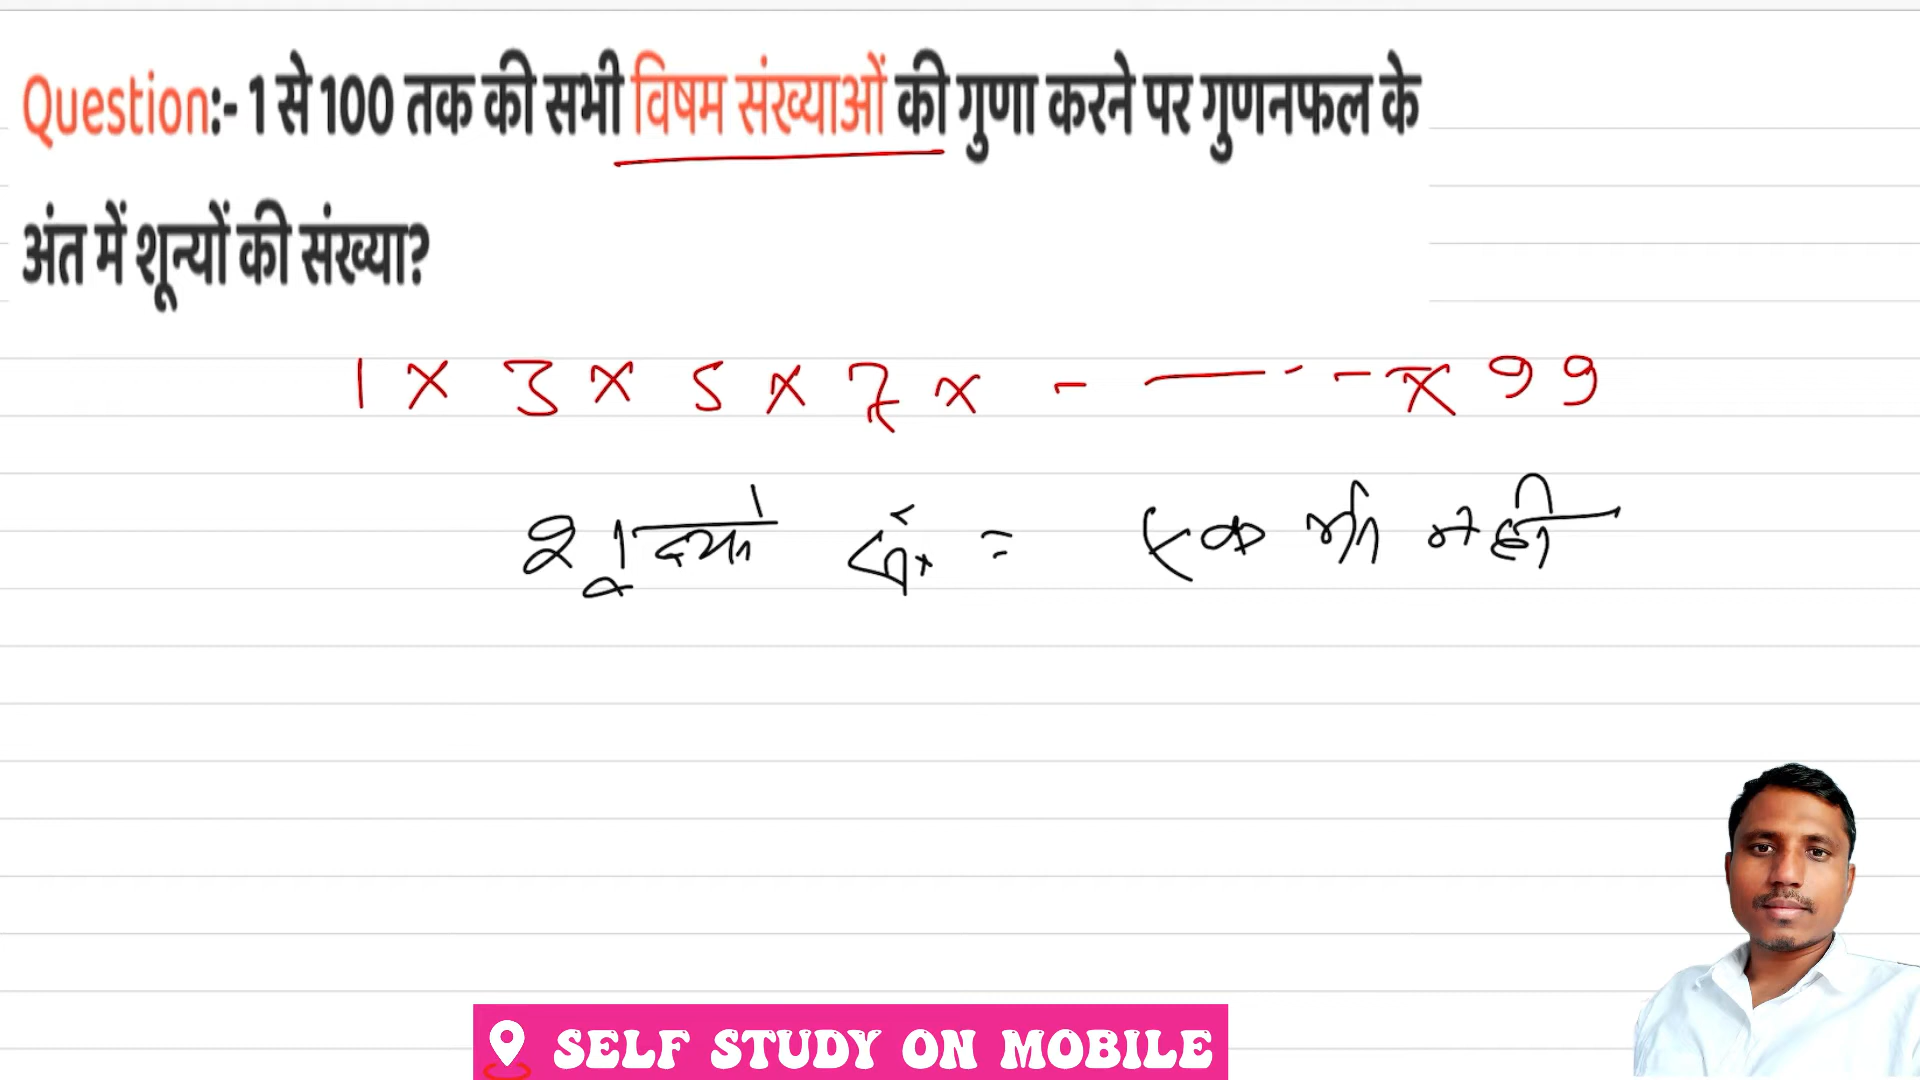 Question:- 1 से 100 तक की सभी विषम संख्याओं की गुणा करने पर गुणनफल के
अंत में शून्यों की संख्या?
1 x 3 x 5 x 7 x - —— - - x 99
शून्यो सं॰ = एक भी नही
SELF STUDY ON MOBILE